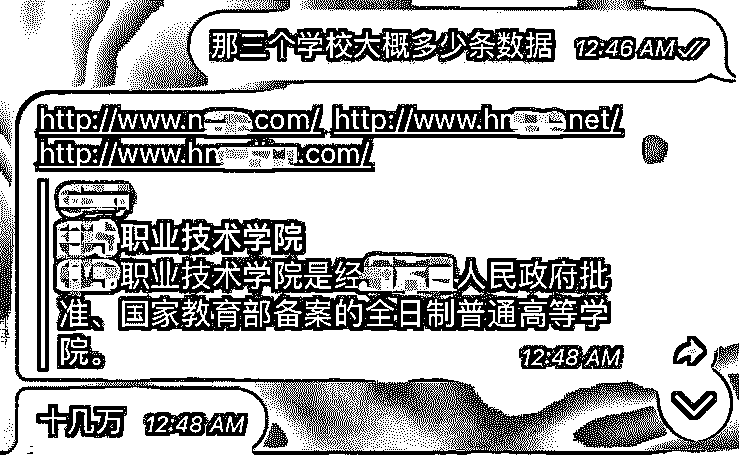 那三个学校大概多少条数据 12:46 AM
http://www.n .com/ http://www.hr .net/
http://www.hr .com/
职业技术学院
职业技术学院是经 人民政府批
准、国家教育部备案的全日制普通高等学
院。 12:48 AM
十几万 12:48 AM